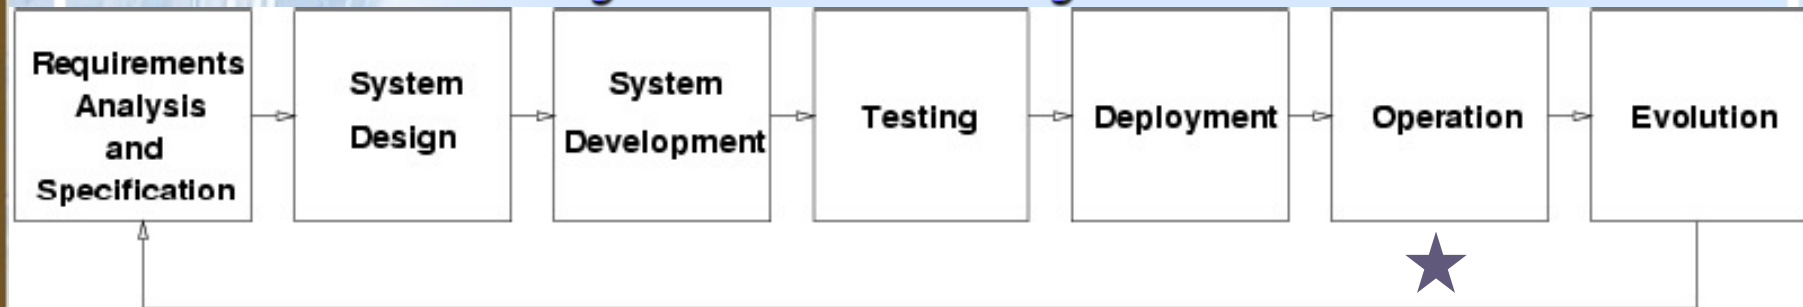 Requirements
Analysis
and
Specification
System
Design
System
Development
Testing
Deployment
Operation
Evolution